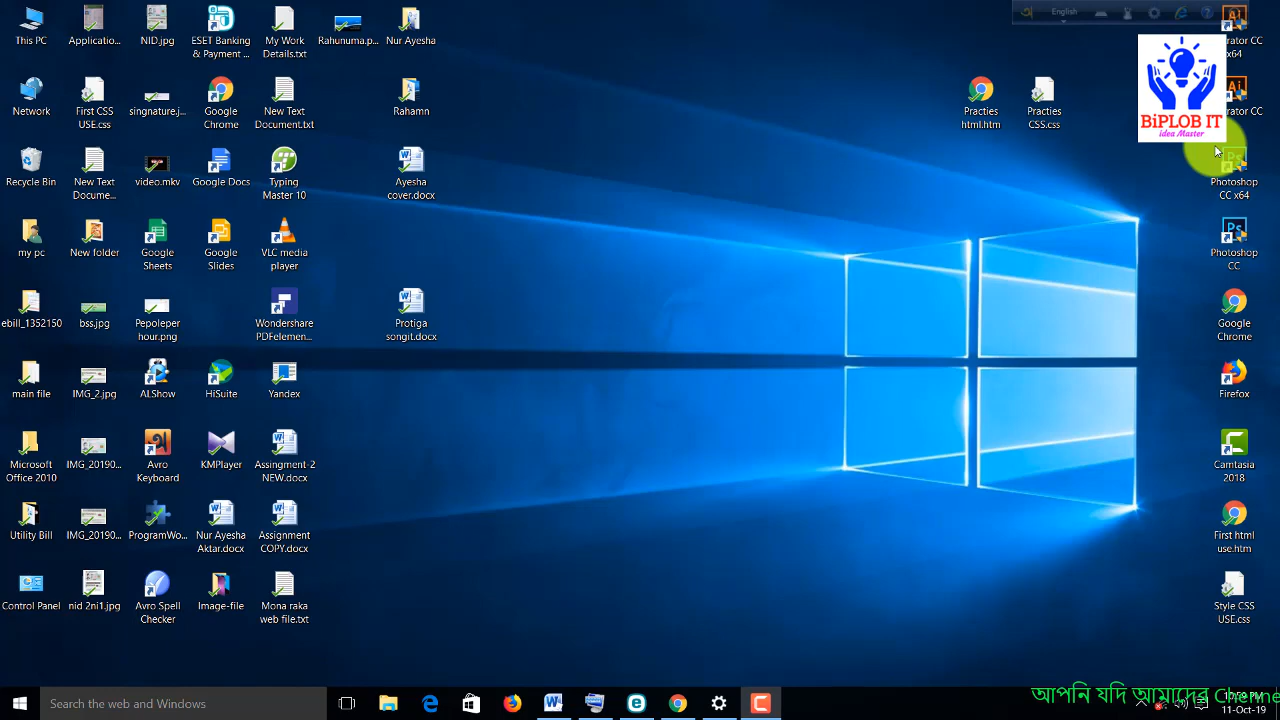 This PC
Applicatio...
NID.jpg
ESET Banking
& Payment ...
My Work
Details.txt
Rahunuma.p...
Nur Ayesha
English
x64
Network
First CSS
USE.css
singnature.j...
Google
Chrome
New Text
Document.txt
Rahamn
Practies
html.htm
Practies
CSS.css
BiPLOB IT
idea Master
Recycle Bin
New Text
Docume...
video.mkv
Google Docs
Typing
Master 10
Ayesha
cover.docx
Photoshop
CC x64
my pc
New folder
Google
Sheets
Google
Slides
VLC media
player
Photoshop
CC
ebill_1352150
bss.jpg
Pepoleper
hour.png
Wondershare
PDFelemen...
Protiga
songit.docx
Google
Chrome
main file
IMG_2.jpg
ALShow
HiSuite
Yandex
Firefox
Microsoft
Office 2010
IMG_20190...
Avro
Keyboard
KMPlayer
Assingment-2
NEW.docx
Camtasia
2018
Utility Bill
IMG_20190...
ProgramWo...
Nur Ayesha
Aktar.docx
Assignment
COPY.docx
First html
use.htm
Control Panel
nid 2ni1.jpg
Avro Spell
Checker
Image-file
Mona raka
web file.txt
Style CSS
USE.css
Search the web and Windows
আপনি যদি আমাদের Channe
11-Oct-19